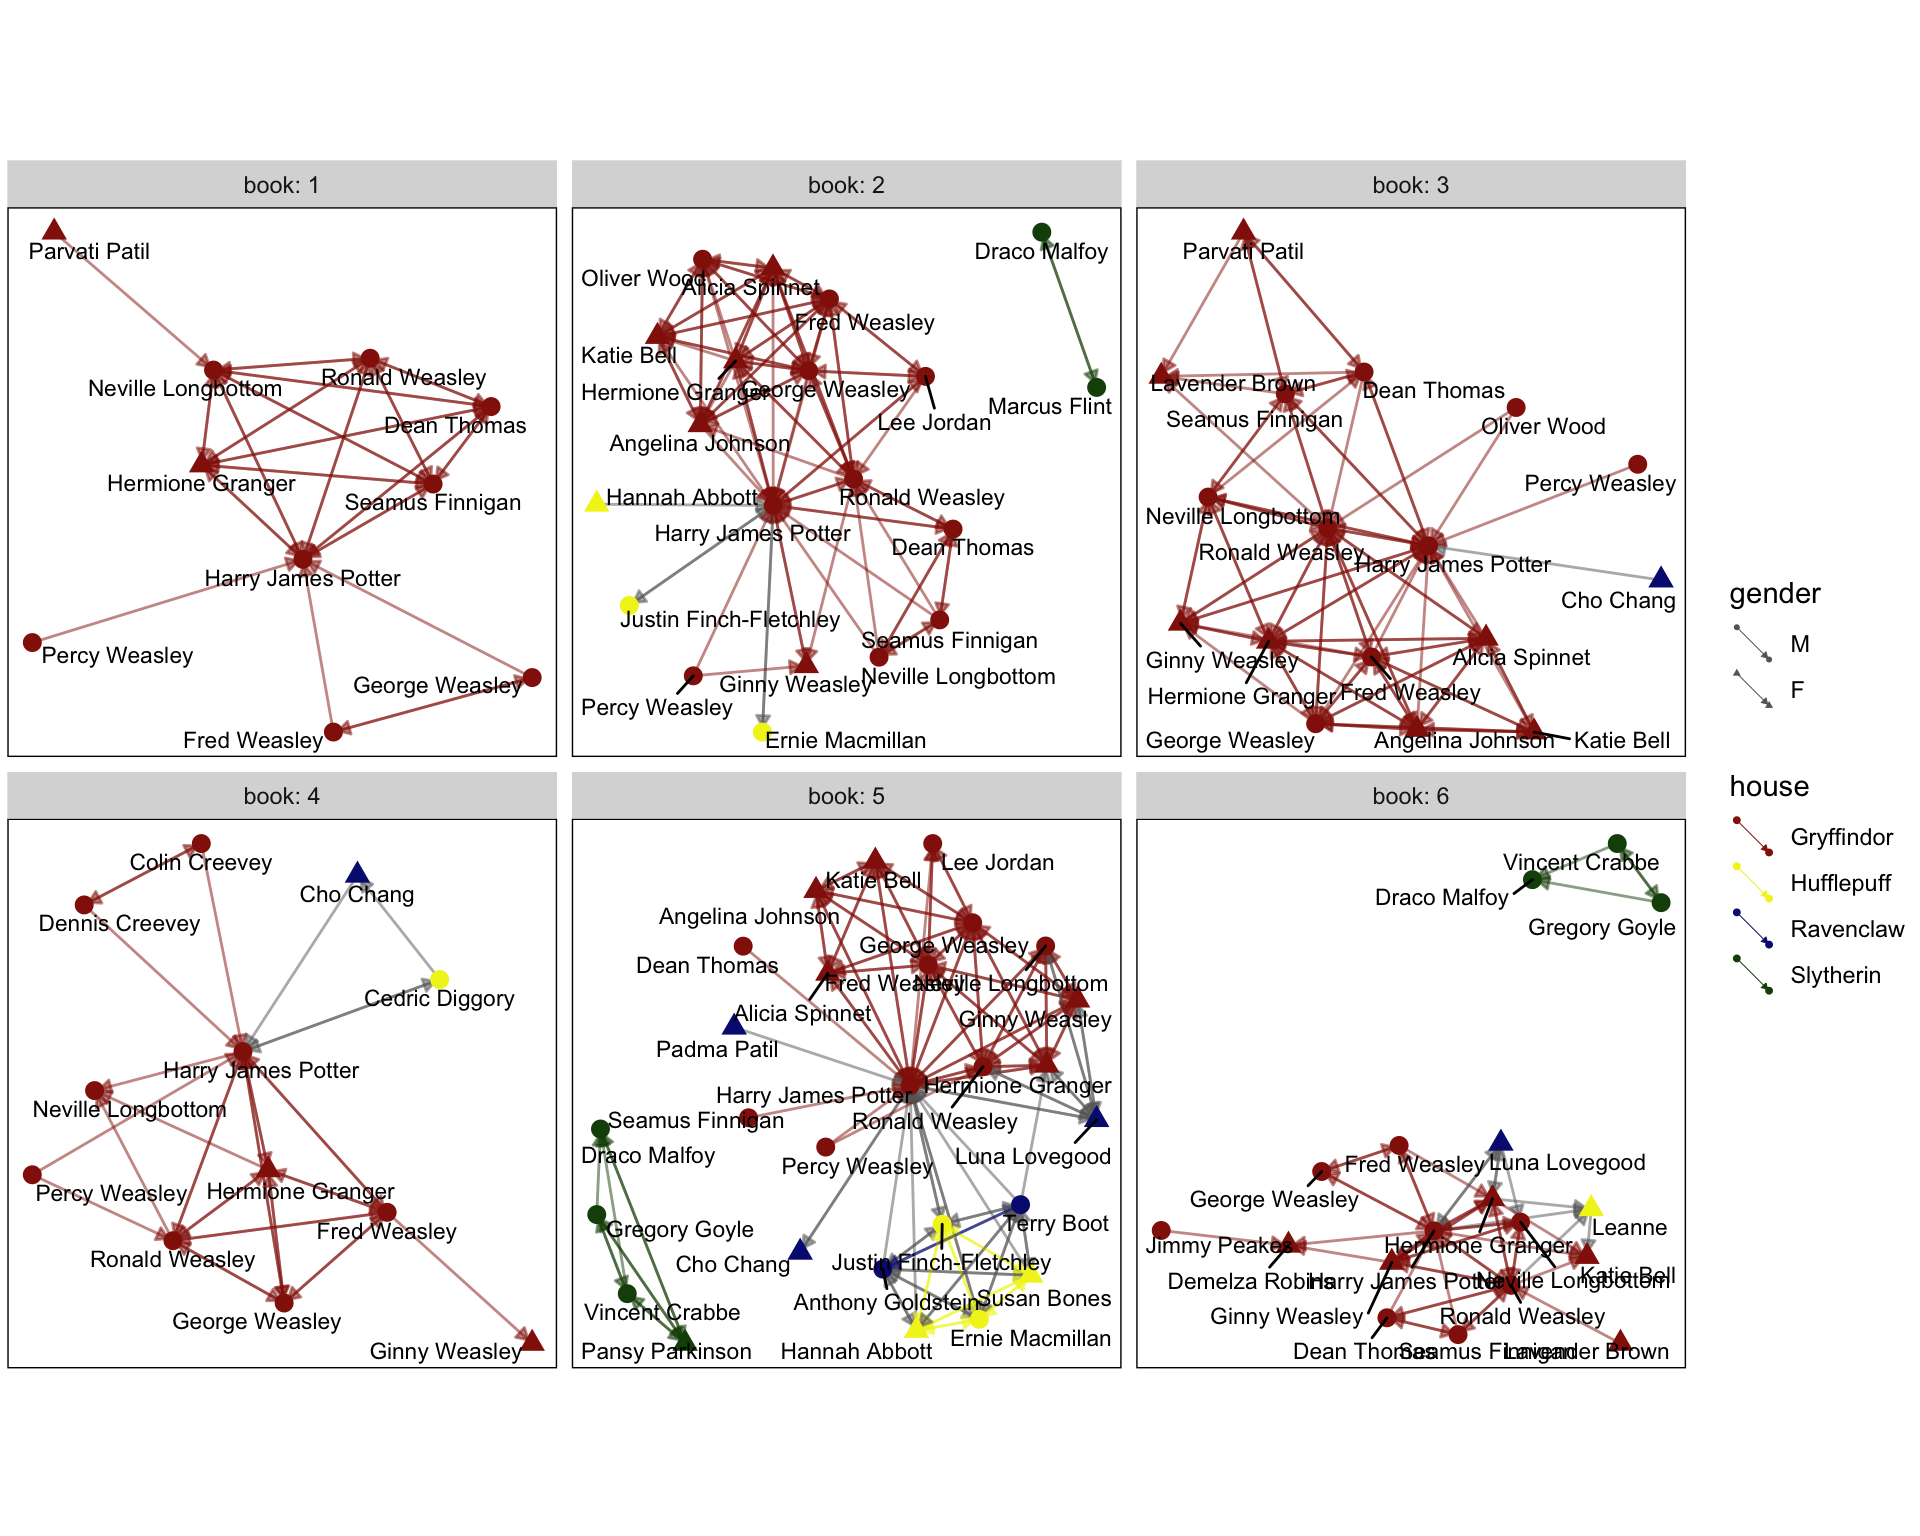 book: 1
Parvati Patil
Neville Longbottom
Ronald Weasley
Dean Thomas
Hermione Granger
Seamus Finnigan
Harry James Potter
Percy Weasley
George Weasley
Fred Weasley
book: 2
Draco Malfoy
Oliver Wood
Alicia Spinnet
Fred Weasley
Katie Bell
Hermione Granger
George Weasley
Marcus Flint
Lee Jordan
Angelina Johnson
Hannah Abbott
Ronald Weasley
Harry James Potter
Dean Thomas
Justin Finch-Fletchley
Seamus Finnigan
Neville Longbottom
Ginny Weasley
Percy Weasley
Ernie Macmillan
book: 3
Parvati Patil
Lavender Brown
Dean Thomas
Seamus Finnigan
Oliver Wood
Percy Weasley
Neville Longbottom
Ronald Weasley
Harry James Potter
Cho Chang
Ginny Weasley
Alicia Spinnet
Hermione Granger
Fred Weasley
George Weasley
Angelina Johnson
Katie Bell
gender
M
F
house
Gryffindor
Hufflepuff
Ravenclaw
Slytherin
book: 4
Colin Creevey
Cho Chang
Dennis Creevey
Cedric Diggory
Harry James Potter
Neville Longbottom
Percy Weasley
Hermione Granger
Fred Weasley
Ronald Weasley
George Weasley
Ginny Weasley
book: 5
Lee Jordan
Katie Bell
Angelina Johnson
George Weasley
Dean Thomas
Fred Weasley
Neville Longbottom
Alicia Spinnet
Ginny Weasley
Padma Patil
Hermione Granger
Harry James Potter
Seamus Finnigan
Ronald Weasley
Draco Malfoy
Luna Lovegood
Percy Weasley
Terry Boot
Gregory Goyle
Justin Finch-Fletchley
Cho Chang
Anthony Goldstein
Susan Bones
Vincent Crabbe
Ernie Macmillan
Pansy Parkinson
Hannah Abbott
book: 6
Vincent Crabbe
Draco Malfoy
Gregory Goyle
Fred Weasley
Luna Lovegood
George Weasley
Leanne
Jimmy Peakes
Hermione Granger
Katie Bell
Demelza Robins
Harry James Potter
Neville Longbottom
Ginny Weasley
Ronald Weasley
Dean Thomas
Seamus Finnigan
Lavender Brown